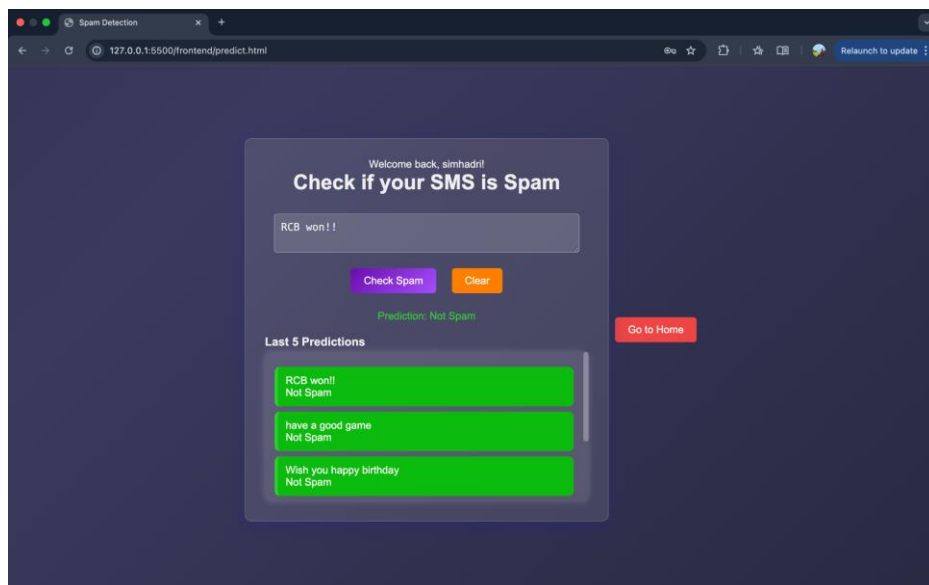 Spam Detection
127.0.0.1:5500/frontend/predict.html
Relaunch to update
Welcome back, simhadri!
Check if your SMS is Spam
RCB won!!
Check Spam
Clear
Prediction: Not Spam
Go to Home
Last 5 Predictions
RCB won!!
Not Spam
have a good game
Not Spam
Wish you happy birthday
Not Spam